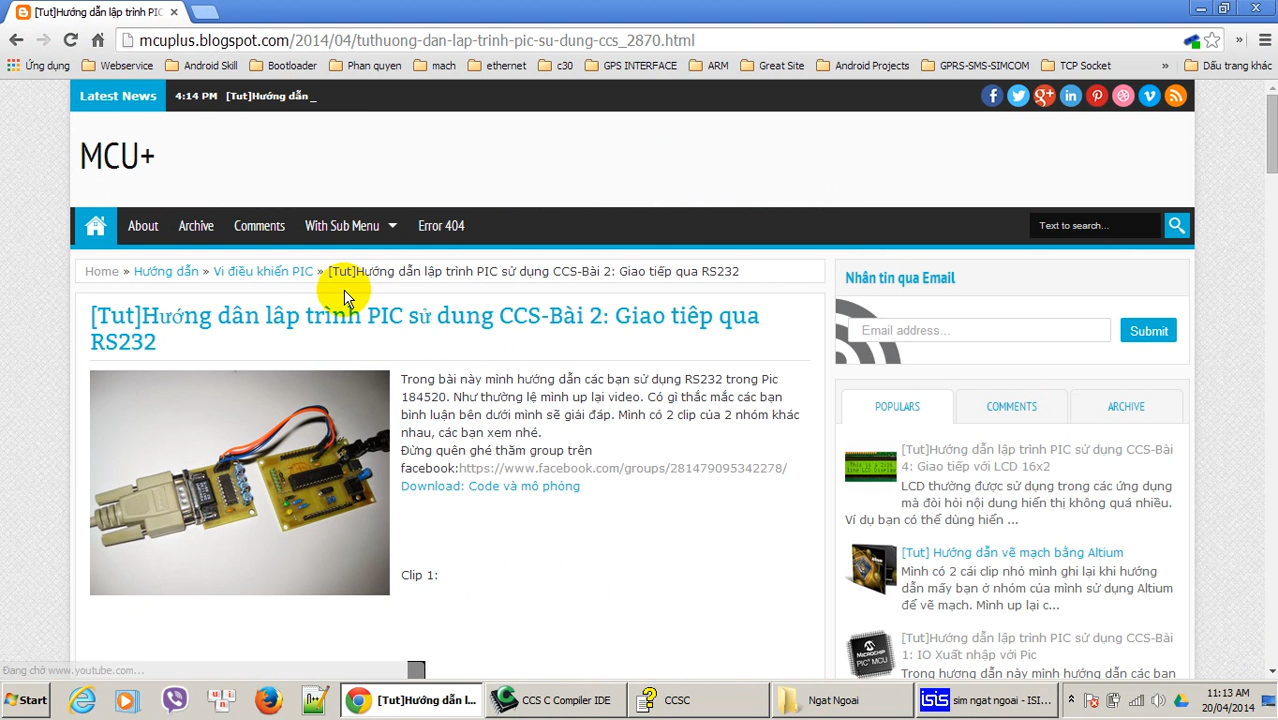 [Tut]Hướng dẫn lập trình PIC
mcuplus.blogspot.com/2014/04/tuthuong-dan-lap-trinh-pic-su-dung-ccs_2870.html
Ứng dụng Webservice Android Skill Bootloader Phan quyen mach ethernet c30 GPS INTERFACE ARM Great Site Android Projects GPRS-SMS-SIMCOM TCP Socket » Dấu trang khác
Latest News 4:14 PM [Tut]Hướng dẫn _
MCU+
About Archive Comments With Sub Menu Error 404 Text to search...
Home » Hướng dẫn » Vi điều khiển PIC » [Tut]Hướng dẫn lập trình PIC sử dụng CCS-Bài 2: Giao tiếp qua RS232
[Tut]Hướng dẫn lập trình PIC sử dụng CCS-Bài 2: Giao tiếp qua
RS232
Trong bài này mình hướng dẫn các bạn sử dụng RS232 trong Pic
184520. Như thường lệ mình up lại video. Có gì thắc mắc các bạn
bình luận bên dưới mình sẽ giải đáp. Mình có 2 clip của 2 nhóm khác
nhau, các bạn xem nhé.
Đừng quên ghé thăm group trên
facebook:https://www.facebook.com/groups/281479095342278/
Download: Code và mô phỏng
Clip 1:
Nhân tin qua Email
Email address... Submit
POPULARS COMMENTS ARCHIVE
[Tut]Hướng dẫn lập trình PIC sử dụng CCS-Bài
4: Giao tiếp với LCD 16x2
LCD thường được sử dụng trong các ứng dụng
mà đòi hỏi nội dung hiển thị không quá nhiều.
Ví dụ bạn có thể dùng hiển ...
[Tut] Hướng dẫn vẽ mạch bằng Altium
Mình có 2 cái clip nhỏ mình ghi lại khi hướng
dẫn mấy bạn ở nhóm của mình sử dụng Altium
để vẽ mạch. Mình up lại c...
MICROCHIP
PIC MCU
[Tut]Hướng dẫn lập trình PIC sử dụng CCS-Bài
1: IO Xuất nhập với Pic
Trong hượng dẫn này mình hướng dẫn các bạn
Đang chờ www.youtube.com...
Start [Tut]Hướng dẫn l... CCS C Compiler IDE CCSC Ngat Ngoai isis sim ngat ngoai - ISI...
11:13 AM
20/04/2014